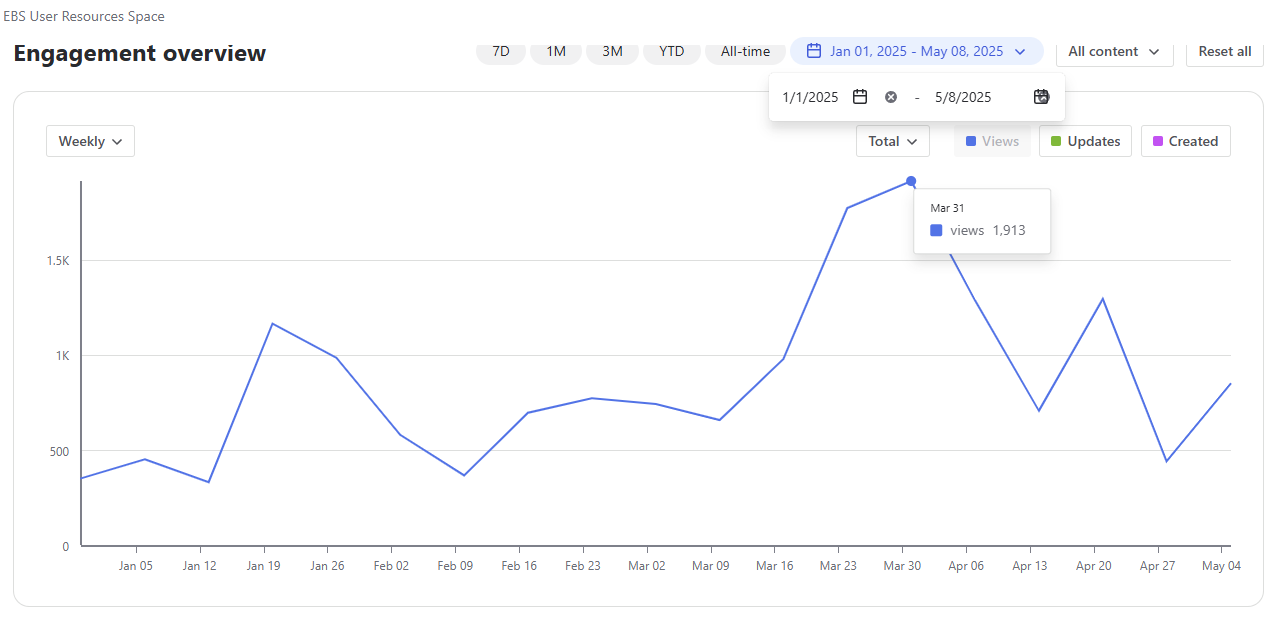 EBS User Resources Space
Engagement overview
7D 1M 3M YTD All-time Jan 01, 2025 - May 08, 2025 All content Reset all
1/1/2025 - 5/8/2025
Weekly Total Views Updates Created
Mar 31
views 1,913
1.5K
1K
500
0
Jan 05 Jan 12 Jan 19 Jan 26 Feb 02 Feb 09 Feb 16 Feb 23 Mar 02 Mar 09 Mar 16 Mar 23 Mar 30 Apr 06 Apr 13 Apr 20 Apr 27 May 04